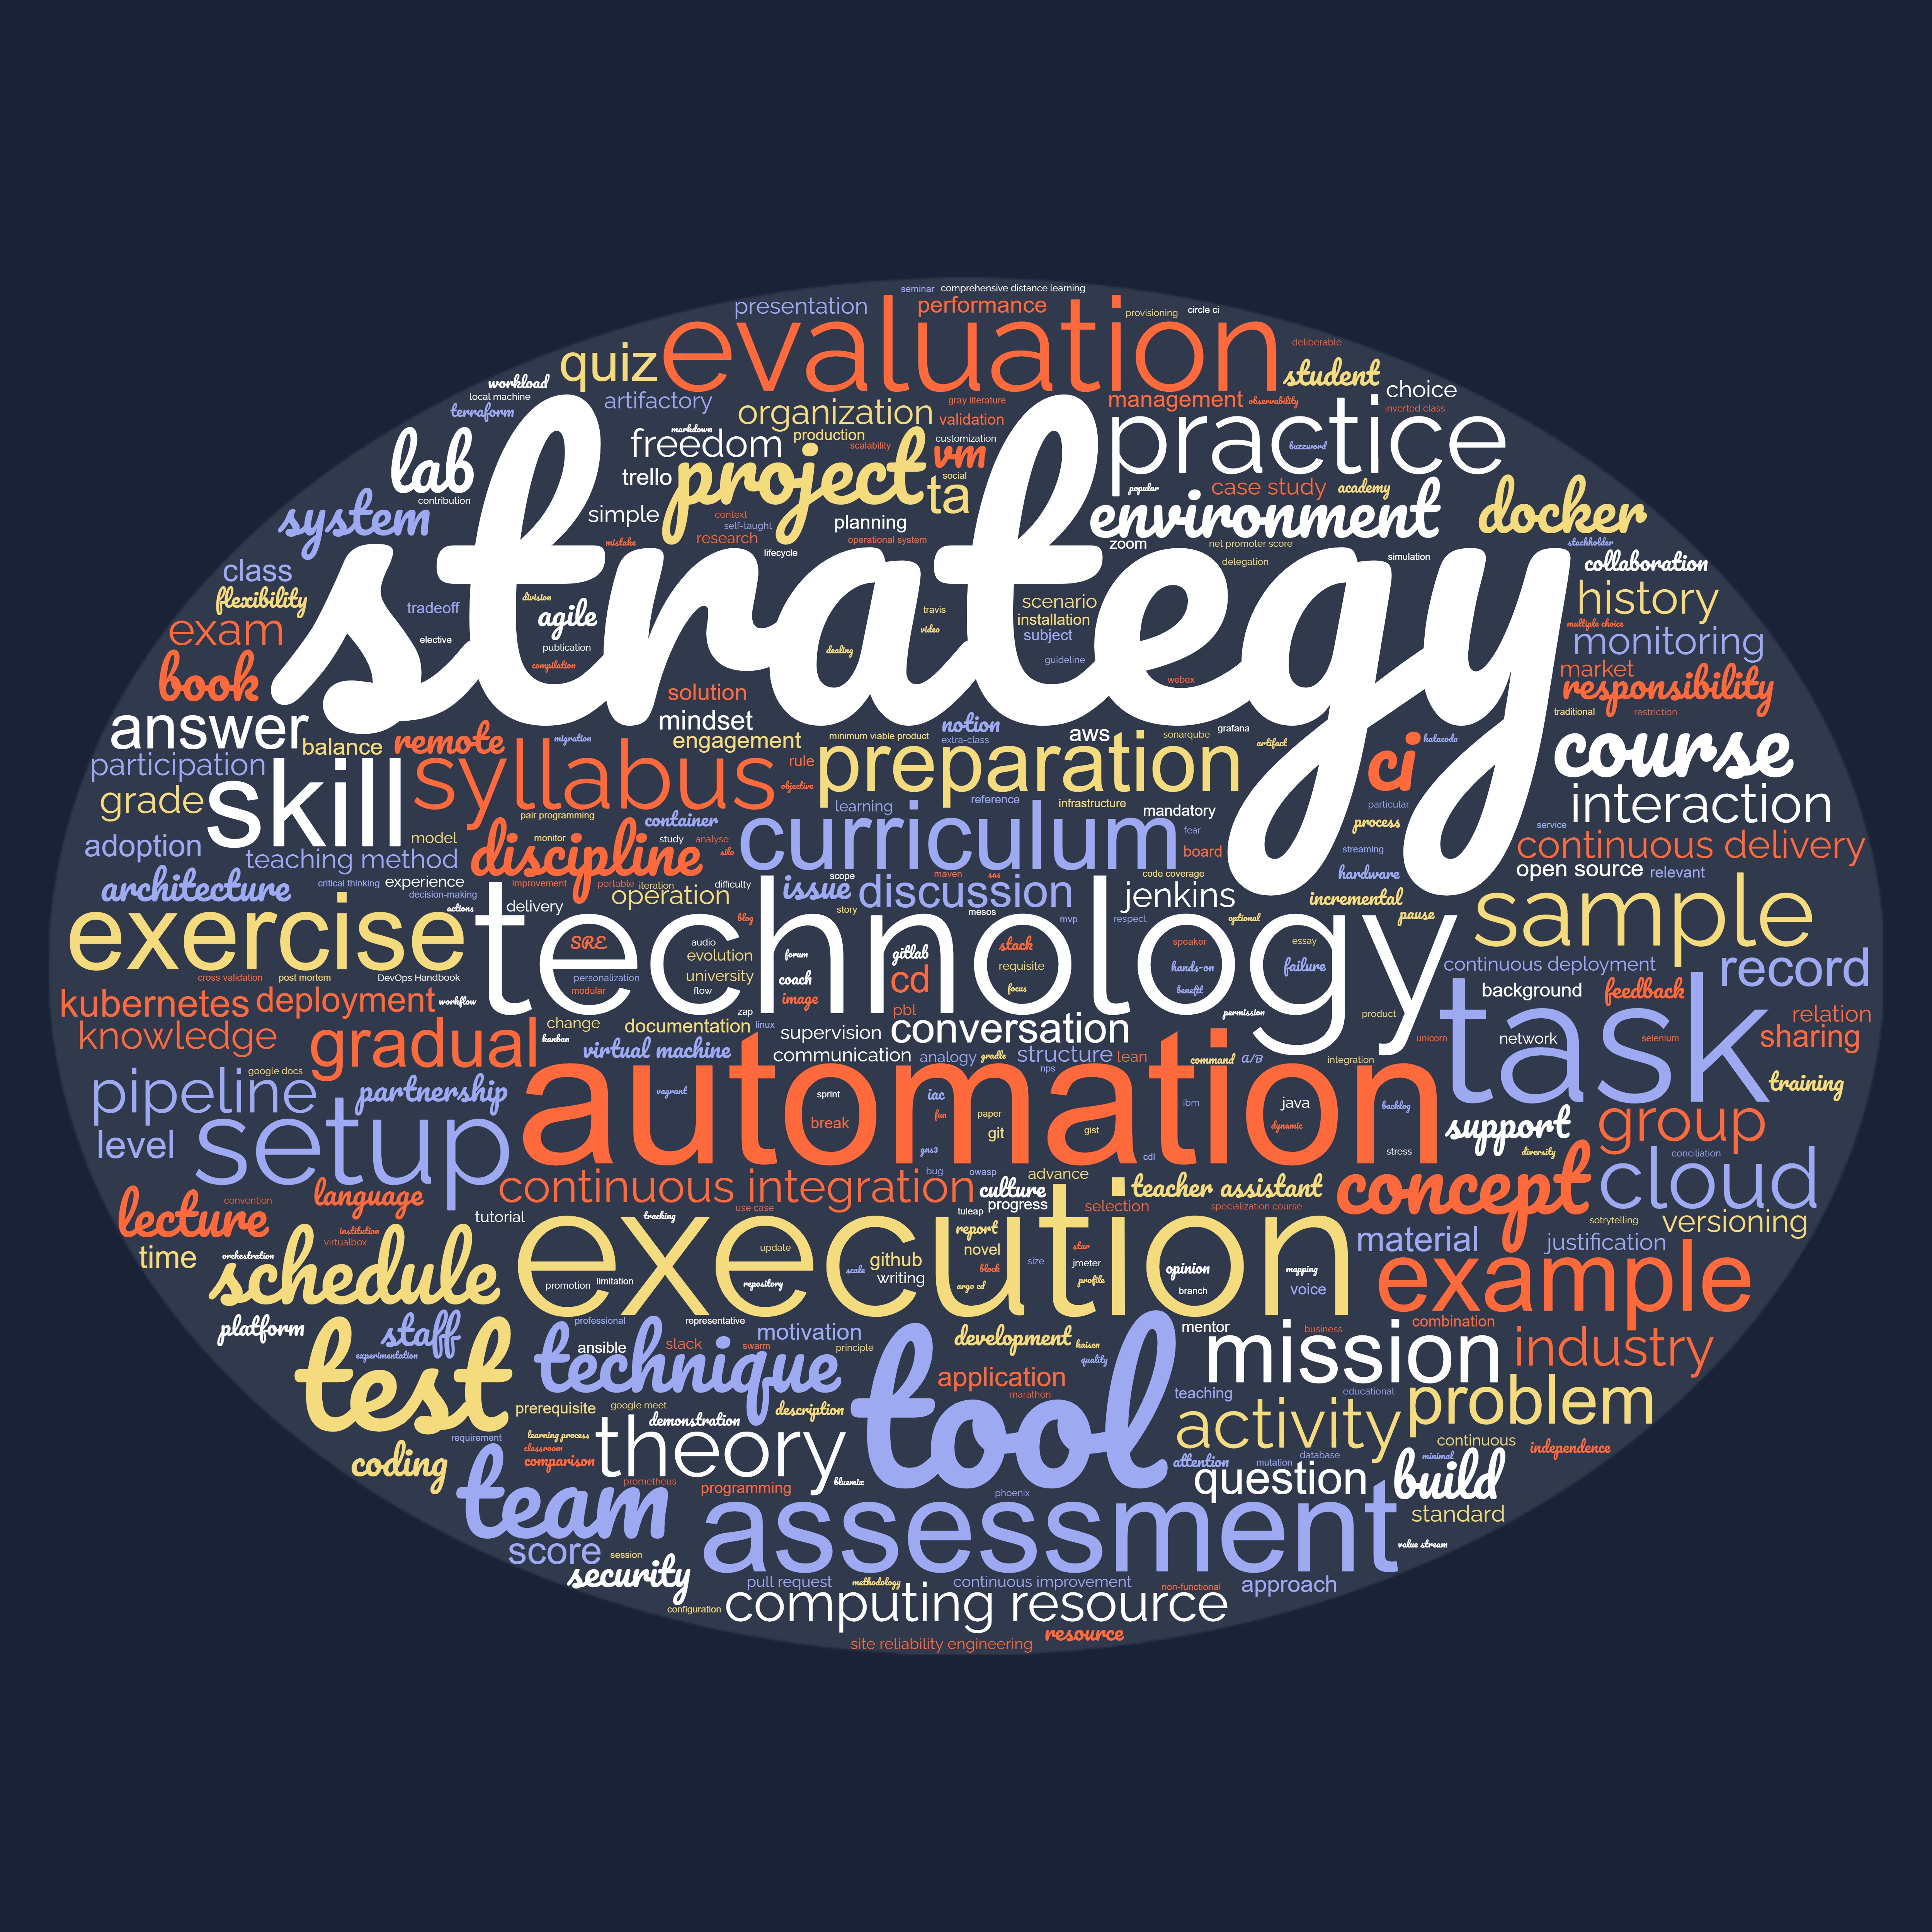 seminar comprehensive distance learning
presentation performance provisioning circle ci
evaluation
deliberable
quiz student
workload choice
local machine artifactory gray literature management observability inverted class
terraform organization validation
practice
markdown production customization
lab freedom scalability vm buzzword
trello project social
contribution ta popular case study academy
system simple context planning environment docker
self-taught
mistake research operational system zoom net promoter score stackholder
lifecycle simulation
strategy
delegation collaboration
class
flexibility division scenario history
tradeoff agile travis installation multiple choice
exam elective video subject monitoring
publication dealing
compilation guideline market
book webex responsibility
solution traditional restriction
answer mindset notion grafana
balance remote migration engagement minimum viable product extra-class aws sonarqube artifact katacoda
participation syllabus rule preparation ci course
objective
grade skill learning reference infrastructure mandatory particular interaction
pair programming container
adoption model monitor study analyse curriculum fear process service
teaching method discipline silo board streaming continuous delivery
architecture critical thinking experience improvement portable iteration difficulty scope maven sas code coverage hardware open source relevant
decision-making operation issue discussion jenkins incremental
actions delivery story mesos mvp respect optional pause sample
exercise technology
blog
SRE audio forum gitlab stack speaker essay
evolution
cross validation post mortem DevOps Handbook personalization university coach cd requisite hands-on failure continuous deployment record
modular flow image focus benefit background feedback
kubernetes deployment workflow zap pbl permission product relation
knowledge gradual change documentation linux supervision conversation unicorn network selenium sharing
kanban virtual machine communication analogy gradle structure lean command A/B integration task
google docs nps
pipeline partnership vagrant sprint iac ibm java backlog training
automation
break fun paper dynamic
level setup git gist support group
gns3 cdl stress diversity conciliation
bug owasp advance
continuous integration culture teacher assistant concept cloud
lecture convention language progress selection specialization course
use case tuleap
institution tutorial tracking report sotrytelling versioning
time orchestration virtualbox execution material justification
update github novel star
schedule scale writing block size jmeter opinion mapping example
promotion limitation repository argo cd profile branch voice
platform staff professional representative mentor business combination
experimentation ansible slack swarm motivation principle development kaisen mission industry
test technique quality
application
tool teaching educational
marathon
prerequisite google meet description activity problem
demonstration
requirement learning process theory continuous
classroom attention mutation database minimal independence
coding comparison prometheus bluemix question build
team programming phoenix standard
assessment
score session value stream
security pull request methodology continuous improvement non-functional approach
configuration computing resource
site reliability engineering resource